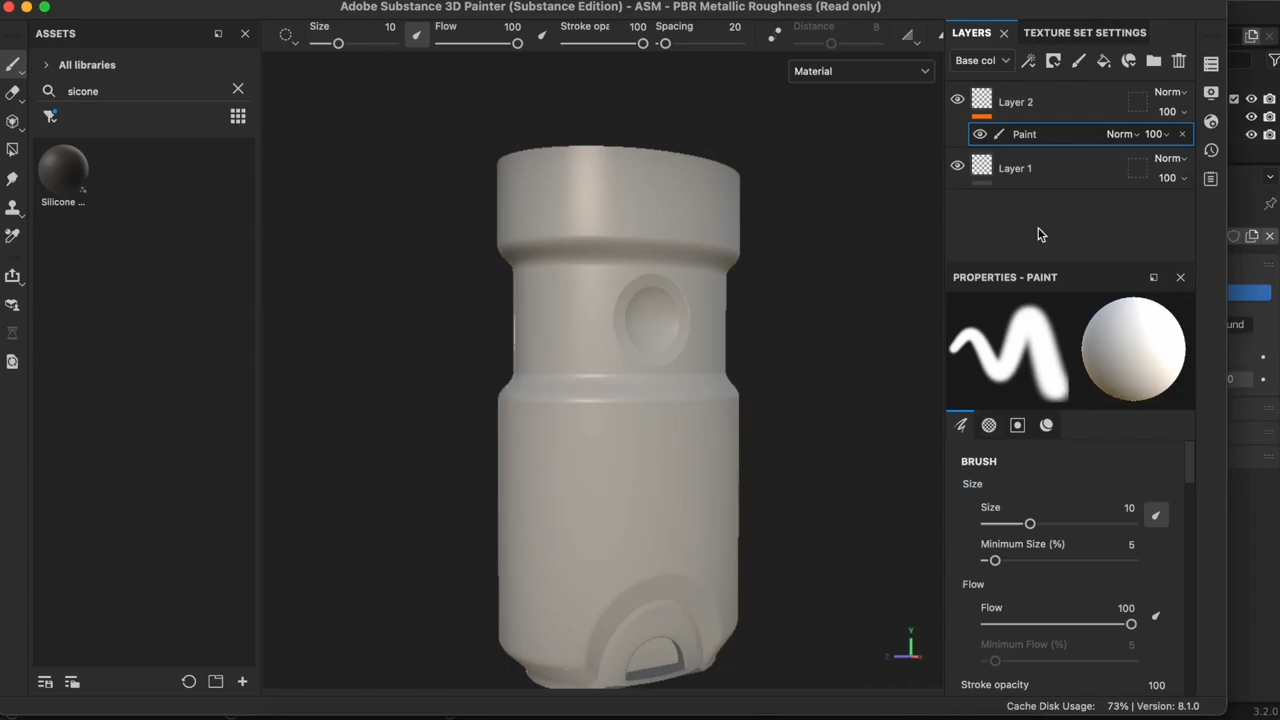 Adobe Substance 3D Painter (Substance Edition) - ASM - PBR Metallic Roughness (Read only)
ASSETS
Size 10 Flow 100 Stroke opa 100 Spacing 20 Distance 8
LAYERS TEXTURE SET SETTINGS
All libraries
sicone
Silicone ...
Material
Base col
Layer 2 Norm
100
Paint Norm 100
Layer 1 Norm
100
PROPERTIES - PAINT
BRUSH
Size
Size 10
Minimum Size (%) 5
Flow
Flow 100
Minimum Flow (%) 5
Stroke opacity 100
Y
Z X
Cache Disk Usage: 73% | Version: 8.1.0
und
0
3.2.0